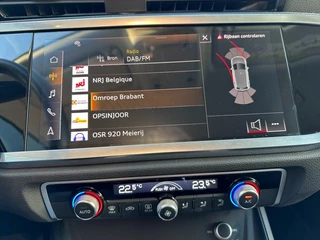 Radio
Bron
DAB/FM
Rijbaan controleren
NRJ Belgique
Omroep Brabant
OPSINJOOR
OSR 920 Meierij
22.5 OFF 23.5
AUTO
A/C